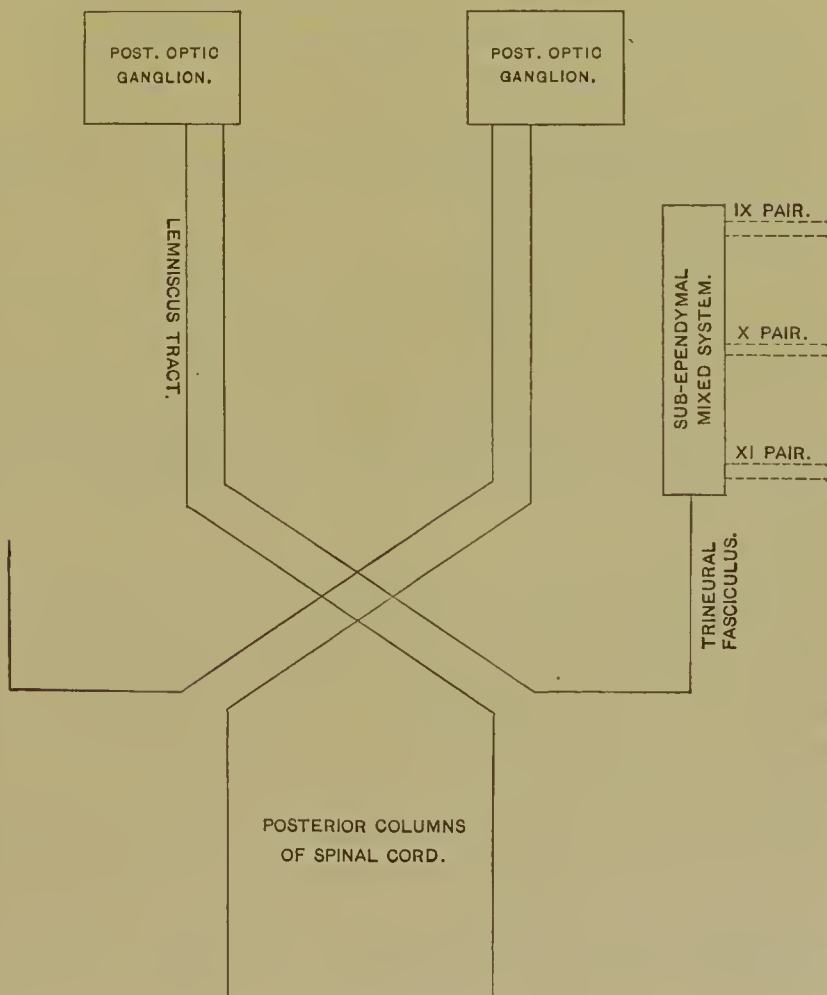 POST. OPTIC
GANGLION.
POST. OPTIC
GANGLION.
LEMNISCUS TRACT.
IX PAIR.
SUB-EPENDYMAL
MIXED SYSTEM.
X PAIR.
XI PAIR.
TRINEURAL
FASCICULUS.
POSTERIOR COLUMNS
OF SPINAL CORD.